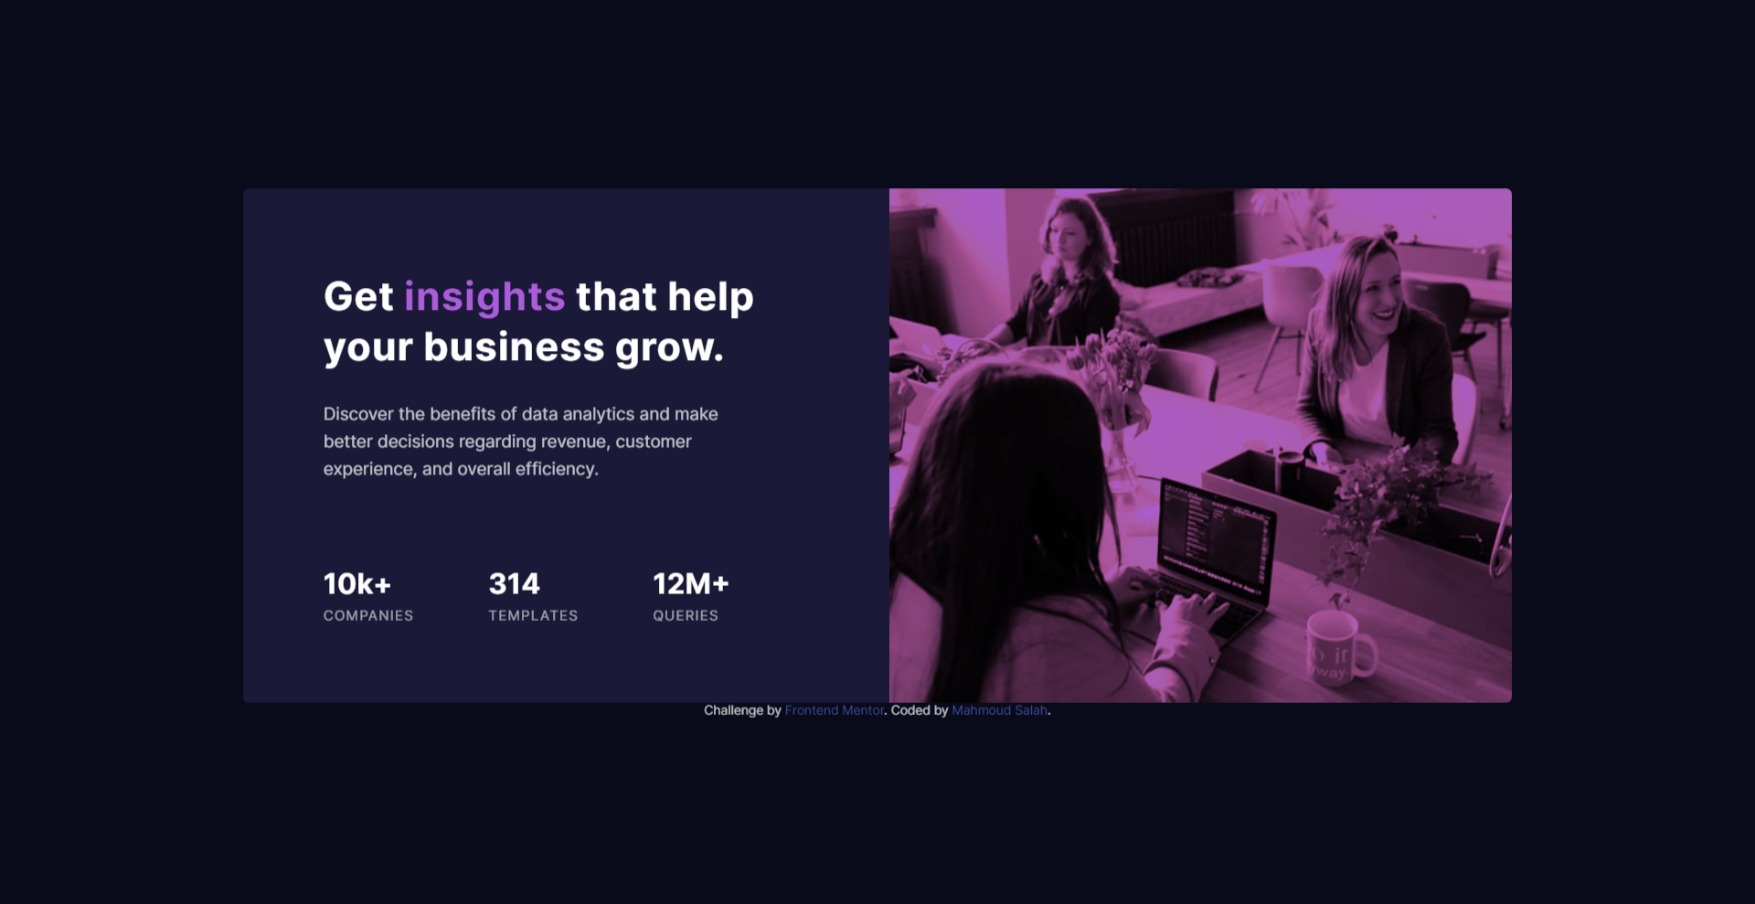 Get insights that help
your business grow.
Discover the benefits of data analytics and make
better decisions regarding revenue, customer
experience, and overall efficiency.
10k+ 314 12M+
COMPANIES TEMPLATES QUERIES
it
way
Challenge by Frontend Mentor. Coded by Mahmoud Salah.